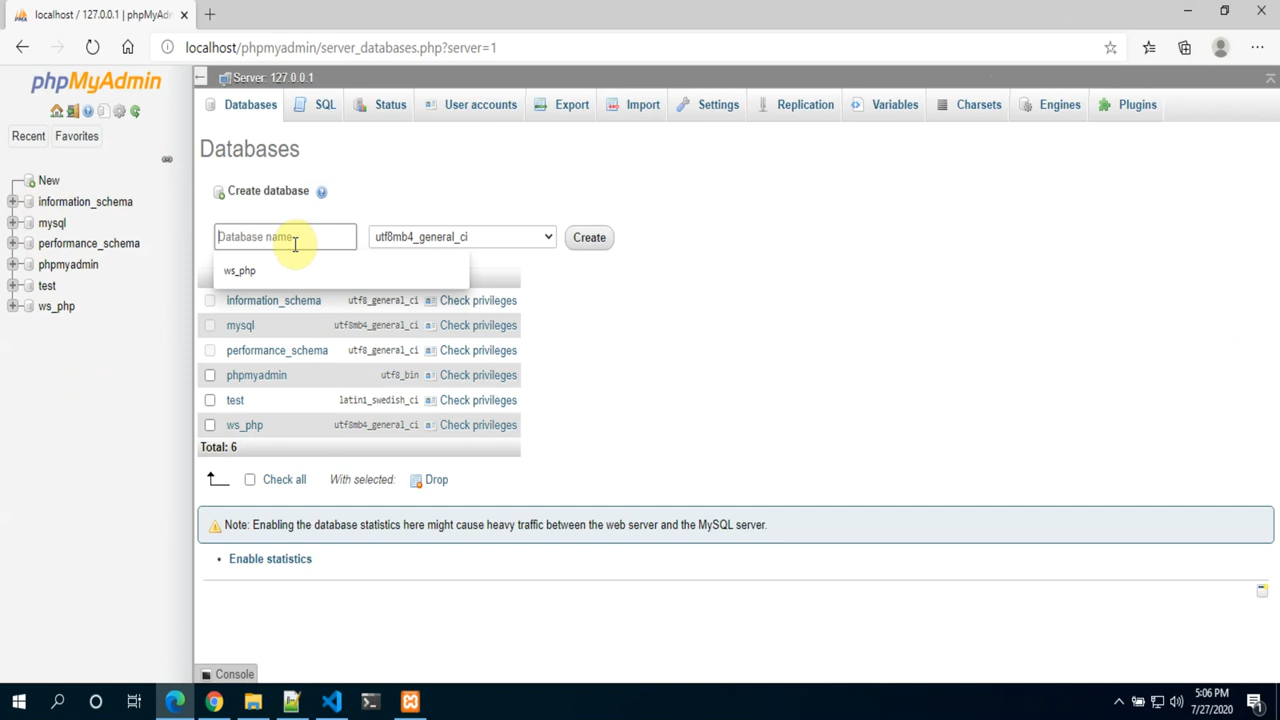 localhost / 127.0.0.1 | phpMyAdm
localhost/phpmyadmin/server_databases.php?server=1
phpMyAdmin
Recent Favorites
New
information_schema
mysql
performance_schema
phpmyadmin
test
ws_php
Server: 127.0.0.1
Databases SQL Status User accounts Export Import Settings Replication Variables Charsets Engines Plugins
Databases
Create database
Database name utf8mb4_general_ci Create
ws_php
information_schema utf8_general_ci Check privileges
mysql utf8mb4_general_ci Check privileges
performance_schema utf8_general_ci Check privileges
phpmyadmin utf8_bin Check privileges
test latin1_swedish_ci Check privileges
ws_php utf8mb4_general_ci Check privileges
Total: 6
Check all With selected: Drop
Note: Enabling the database statistics here might cause heavy traffic between the web server and the MySQL server.
• Enable statistics
Console
5:06 PM
7/27/2020
1